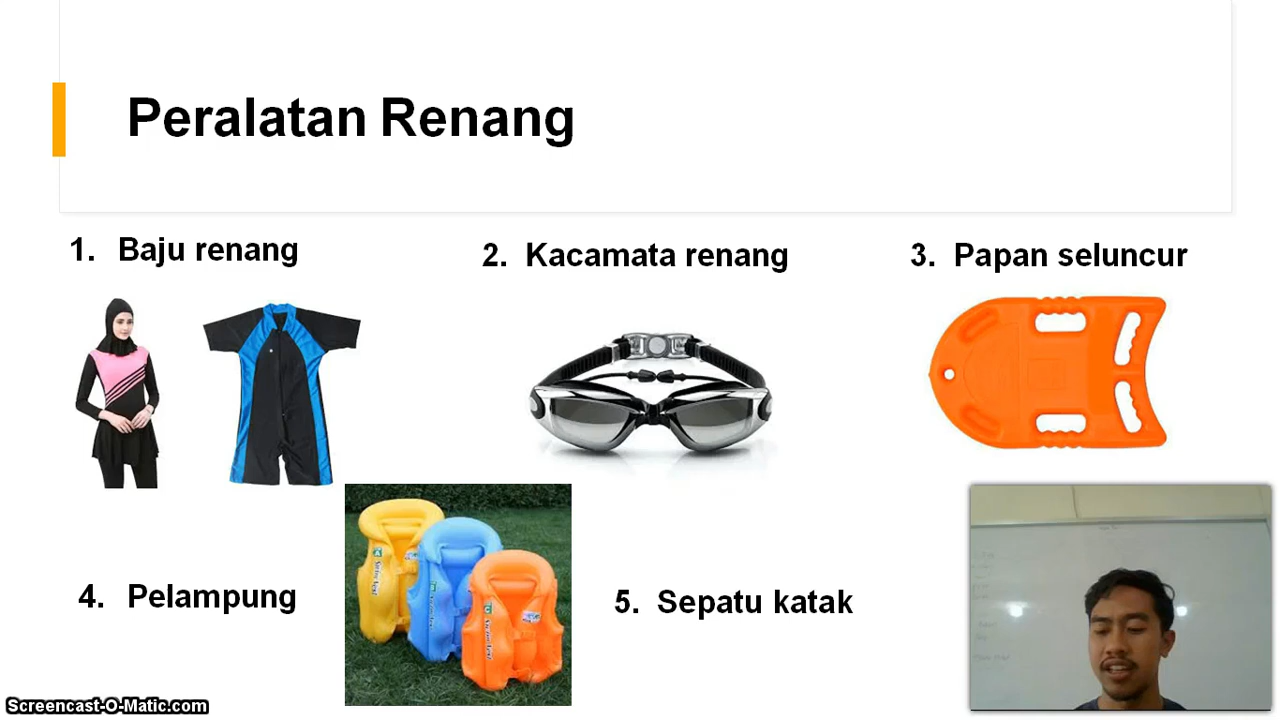 Peralatan Renang
1. Baju renang
2. Kacamata renang
3. Papan seluncur
4. Pelampung
5. Sepatu katak
Screencast-O-Matic.com